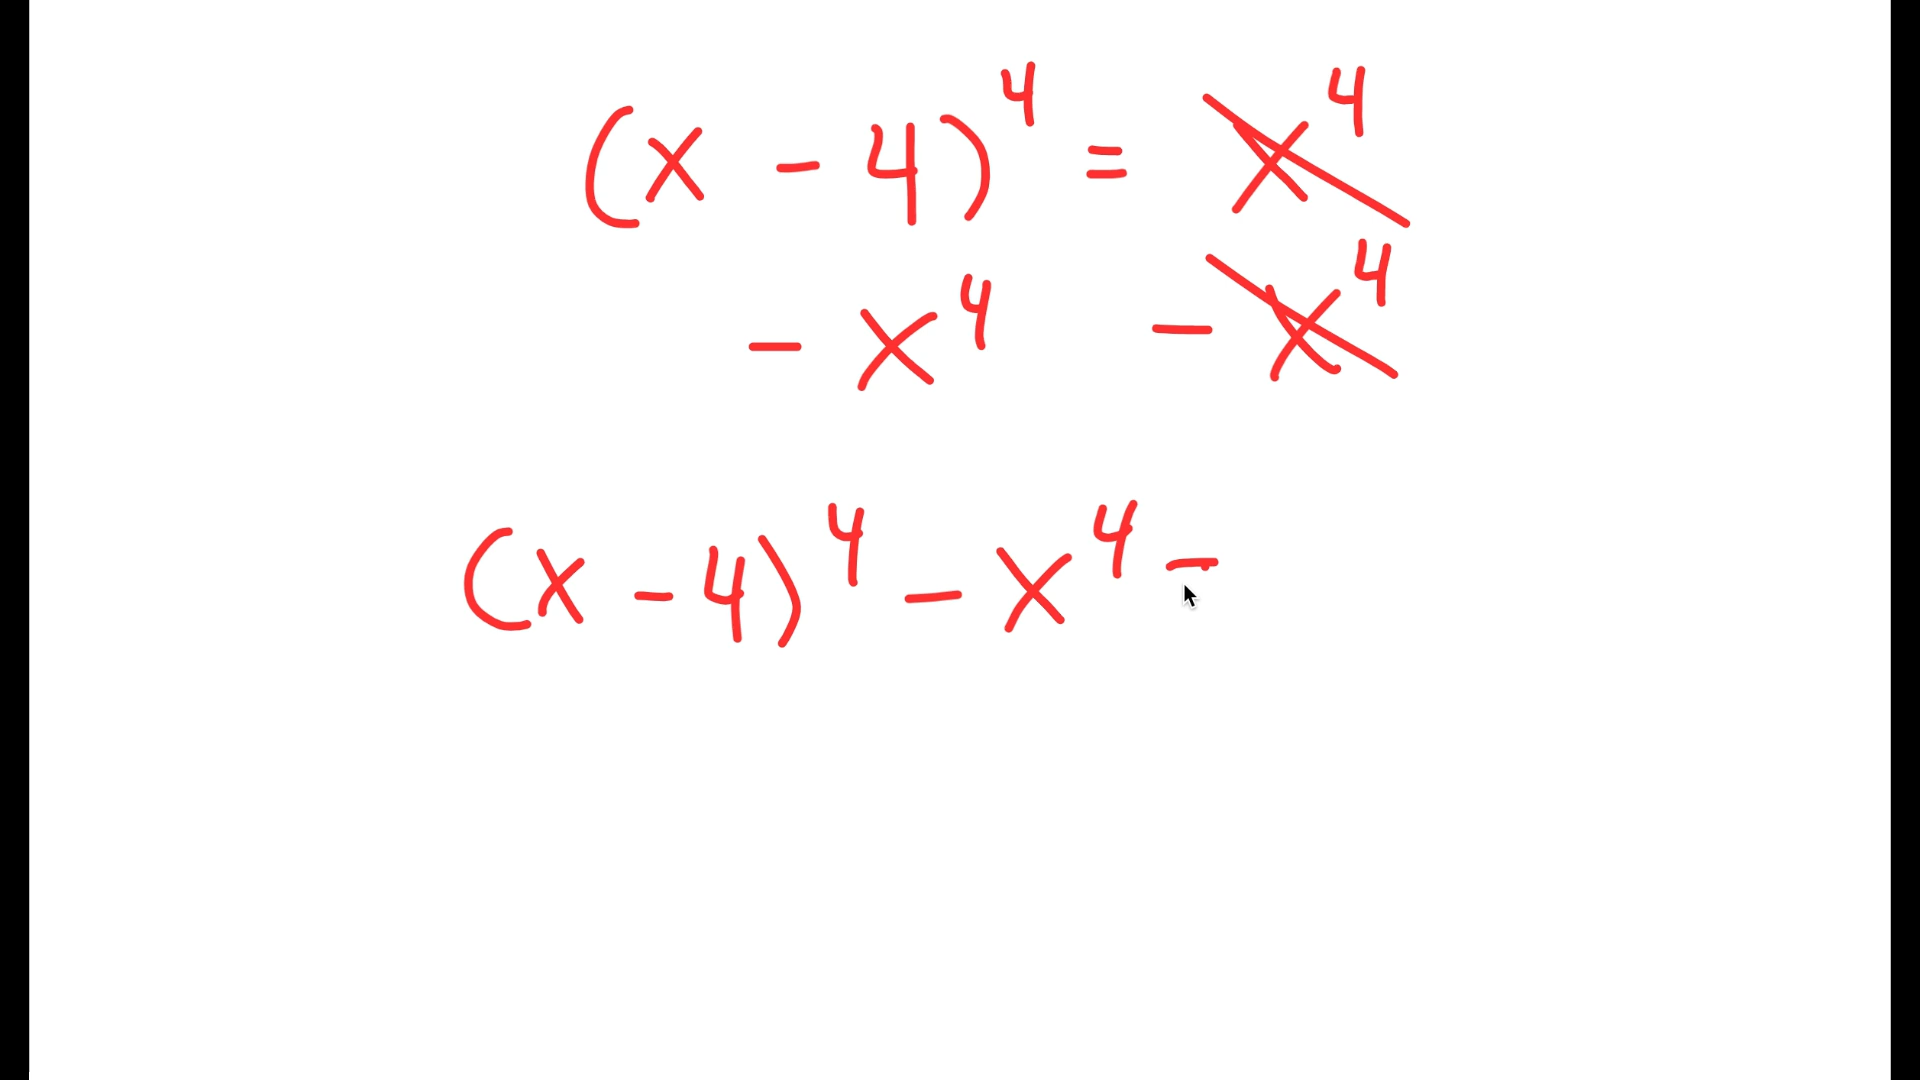 (x - 4)⁴ = x⁴
- x⁴ - x⁴
(x - 4)⁴ - x⁴ -